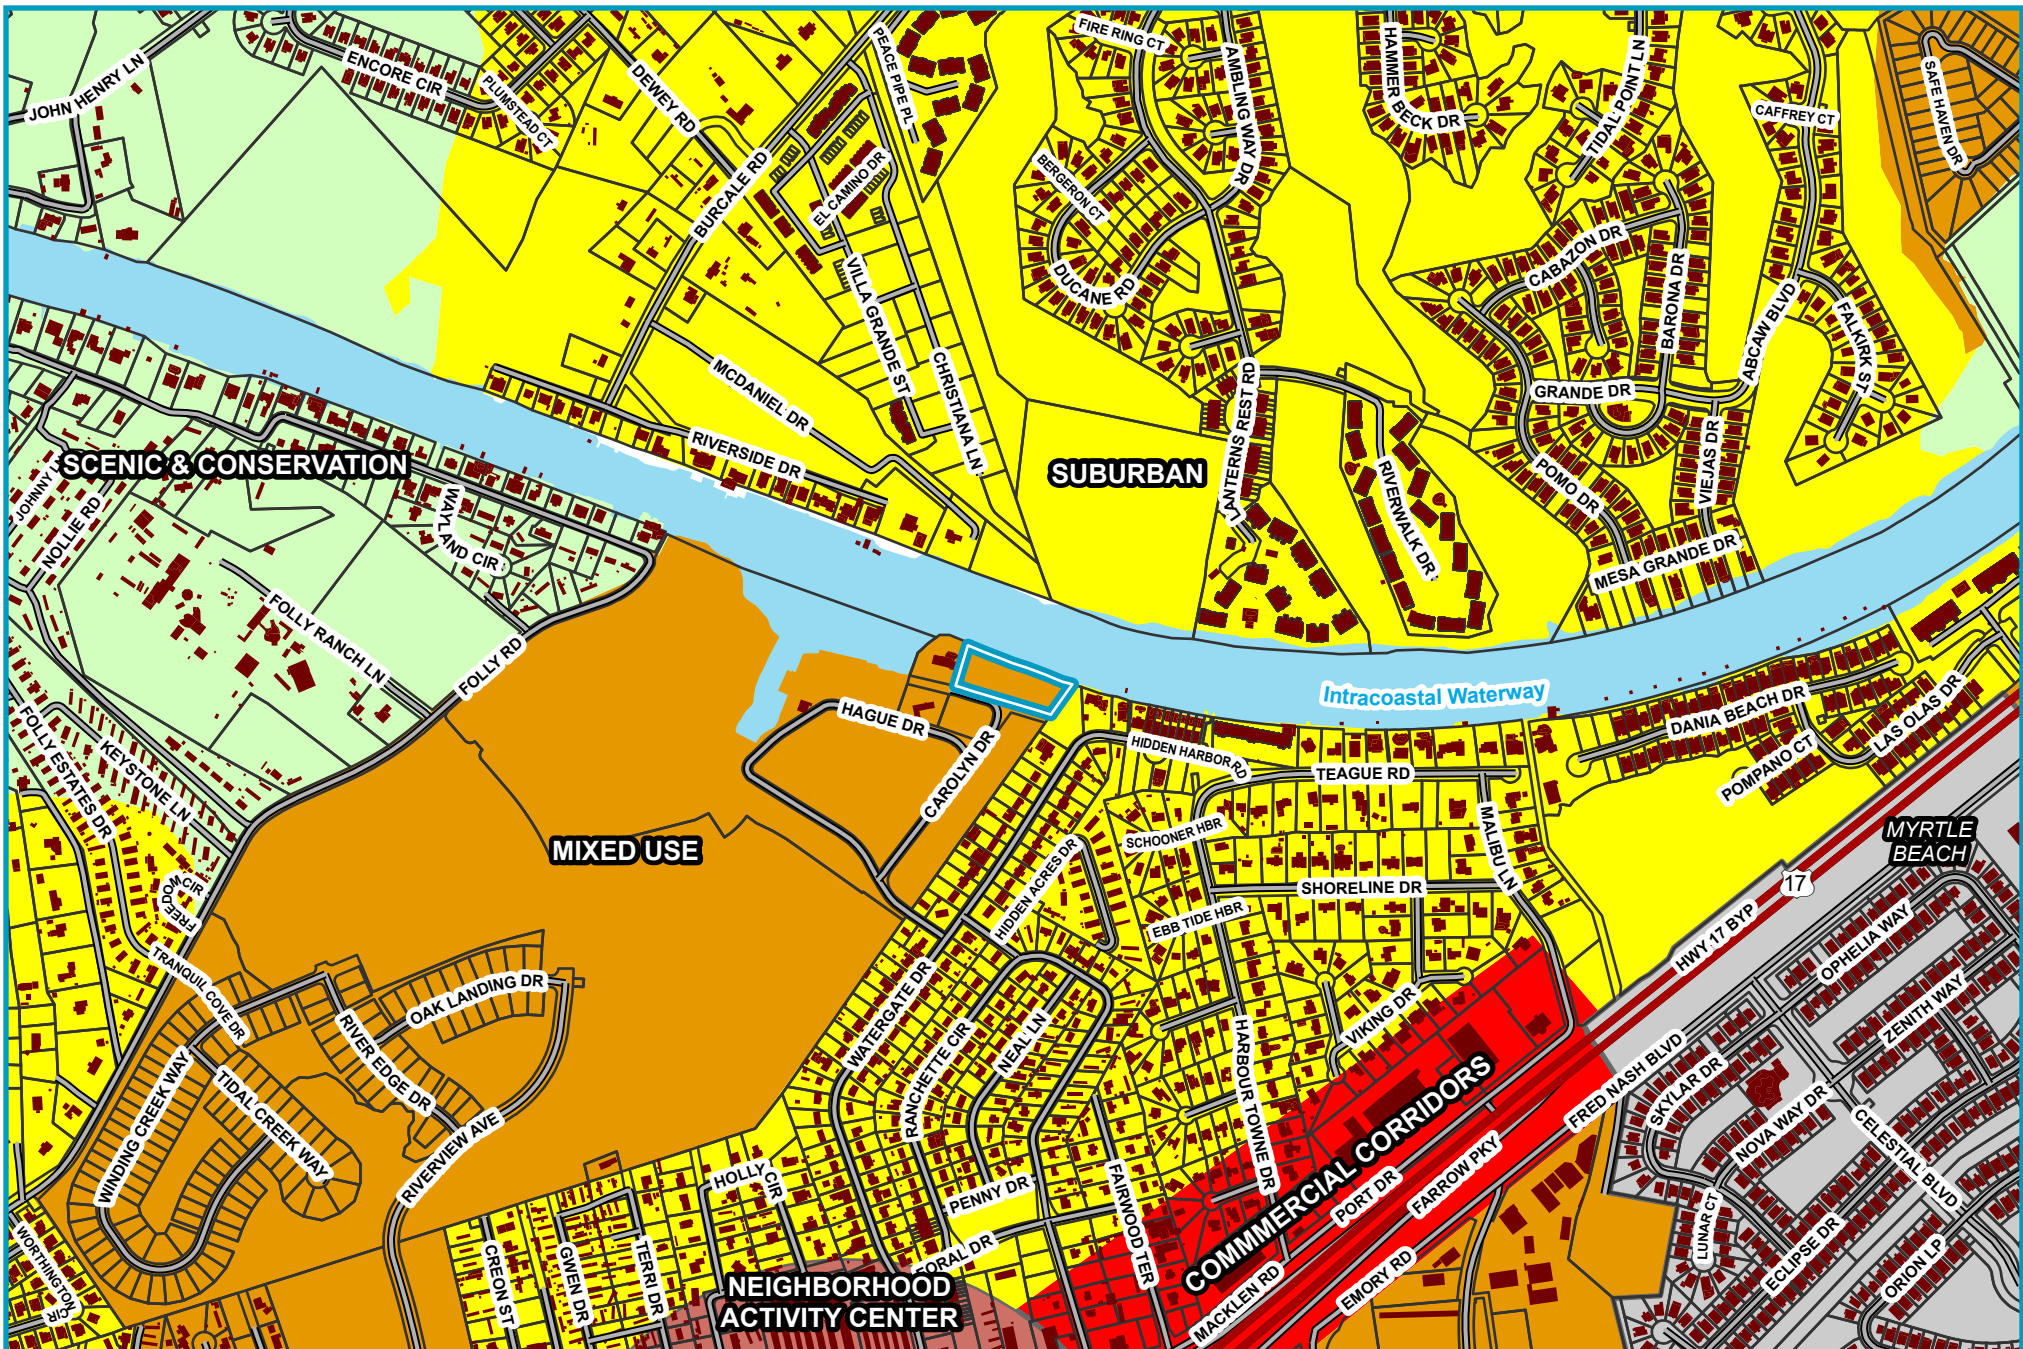 JOHN HENRY LN
ENCORE CIR
PLUMSTEAD CT
DEWEY RD
PEACE PIPE PL
FIRE RING CT
AMBLING WAY DR
HAMMER BECK DR
TIDAL POINT LN
CAFFREY CT
SAFE HAVEN DR
BURCALE RD
EL CAMINO DR
BERGERON CT
DUCANE RD
CABAZON DR
BARONA DR
ABCAW BLVD
FALKIRK ST
VILLA GRANDE ST
CHRISTIANA LN
MCDANIEL DR
RIVERSIDE DR
LANTERNS REST RD
RIVERWALK DR
GRANDE DR
VIEJAS DR
POMO DR
MESA GRANDE DR
SCENIC & CONSERVATION
SUBURBAN
JOHNNY
NOLLIE RD
WAYLAND CIR
FOLLY RANCH LN
FOLLY RD
Intracoastal Waterway
HAGUE DR
CAROLYN DR
HIDDEN HARBOR RD
TEAGUE RD
DANIA BEACH DR
POMPANO CT
LAS OLAS DR
FOLLY ESTATES DR
KEYSTONE LN
MIXED USE
SCHOONER HBR
MALIBU LN
MYRTLE
BEACH
17
HIDDEN ACRES DR
SHORELINE DR
EBB TIDE HBR
FREEDOM CIR
TRANQUIL COVE DR
OAK LANDING DR
RIVER EDGE DR
WATERGATE DR
RANCHETTE CIR
NEAL LN
HARBOUR TOWNE DR
VIKING DR
HWY 17 BYP
OPHELIA WAY
ZENITH WAY
WINDING CREEK WAY
TIDAL CREEK WAY
RIVERVIEW AVE
FRED NASH BLVD
SKYLAR DR
NOVA WAY DR
CELESTIAL BLVD
COMMMERCIAL CORRIDORS
HOLLY CIR
PENNY DR
FAIRWOOD TER
PORT DR
FARROW PKY
LUNAR CT
ECLIPSE DR
ORION LP
WORTHINGTON CIR
CREON ST
GWEN DR
TERRI DR
ORAL DR
MACKLEN RD
EMORY RD
NEIGHBORHOOD
ACTIVITY CENTER